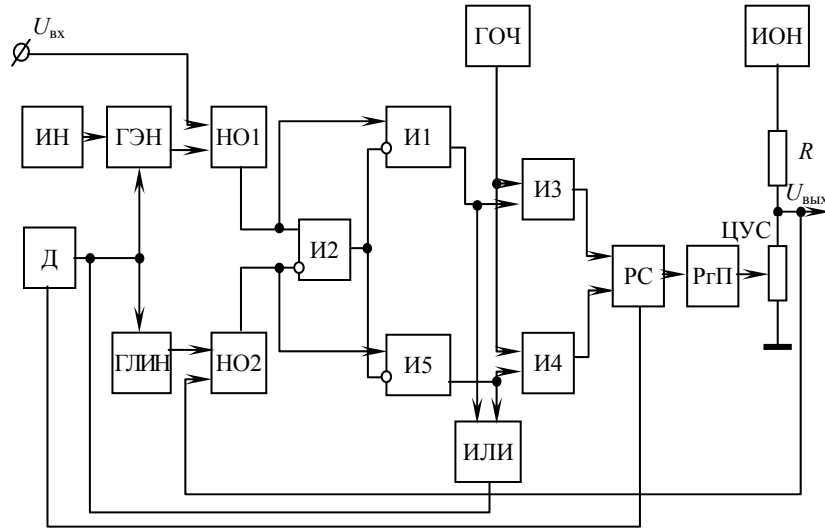 Uвх
ГОЧ
ИОН
ИН
ГЭН
НО1
И1
R
И3
Uвых
Д
И2
ЦУС
РС
РгП
ГЛИН
НО2
И5
И4
ИЛИ